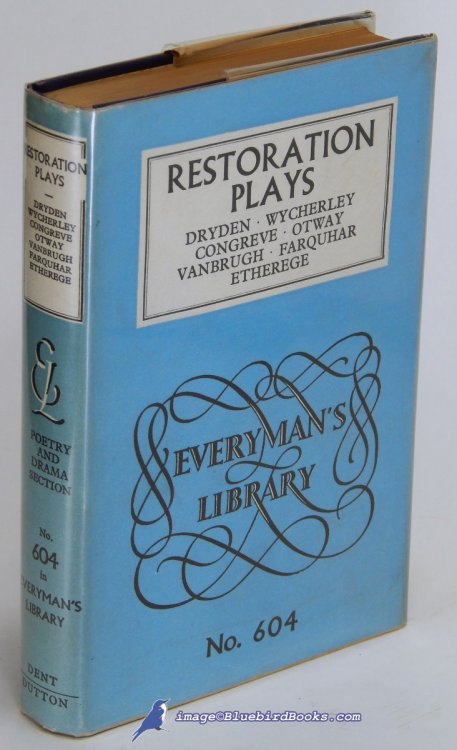 RESTORATION
PLAYS
DRYDEN · WYCHERLEY
CONGREVE · OTWAY
VANBRUGH · FARQUHAR
ETHEREGE
EVERYMAN'S
LIBRARY
No. 604
RESTORATION
PLAYS
DRYDEN
WYCHERLEY
CONGREVE
OTWAY
VANBRUGH
FARQUHAR
ETHEREGE
EL
POETRY
AND
DRAMA
SECTION
No.
604
in
EVERYMAN'S
LIBRARY
DENT
DUTTON
image©BluebirdBooks.com